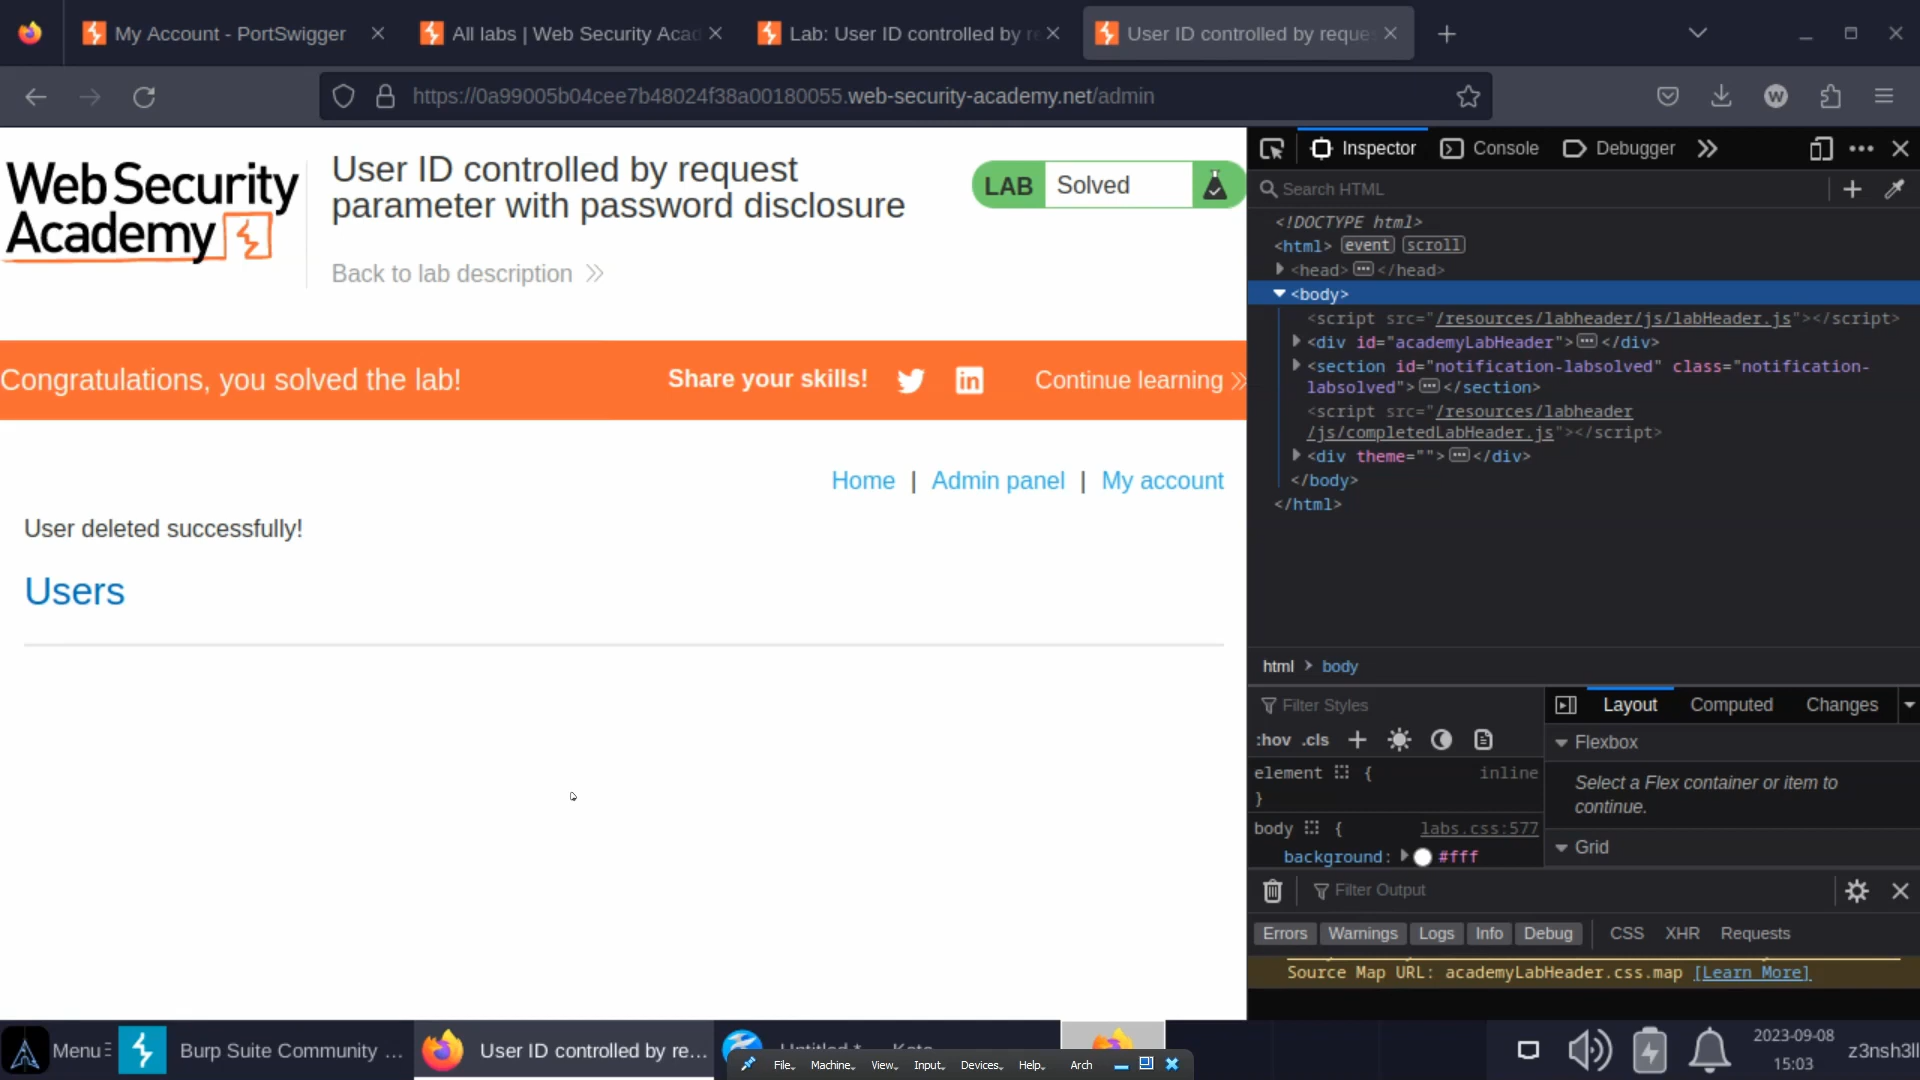 My Account - PortSwigger
All labs | Web Security Acad
Lab: User ID controlled by re
User ID controlled by reques
https://0a99005b04cee7b48024f38a00180055.web-security-academy.net/admin
Web Security
Academy
User ID controlled by request
parameter with password disclosure
Back to lab description
LAB Solved
Congratulations, you solved the lab!
Share your skills!
Continue learning
Home | Admin panel | My account
User deleted successfully!
Users
Inspector
Console
Debugger
Search HTML
<!DOCTYPE html>
<html> event scroll
<head> </head>
<body>
<script src="/resources/labheader/js/labHeader.js"></script>
<div id="academyLabHeader"> </div>
<section id="notification-labsolved" class="notification-
labsolved"> </section>
<script src="/resources/labheader
/js/completedLabHeader.js"></script>
<div theme=""> </div>
</body>
</html>
html > body
Filter Styles
:hov .cls +
element { inline
}
body { labs.css:577
background: #fff
Layout
Computed
Changes
Flexbox
Select a Flex container or item to
continue.
Grid
Filter Output
Errors Warnings Logs Info Debug CSS XHR Requests
Source Map URL: academyLabHeader.css.map [Learn More]
Menu
Burp Suite Community ...
User ID controlled by re...
File Machine View Input Devices Help Arch
2023-09-08
15:03
z3nsh3ll